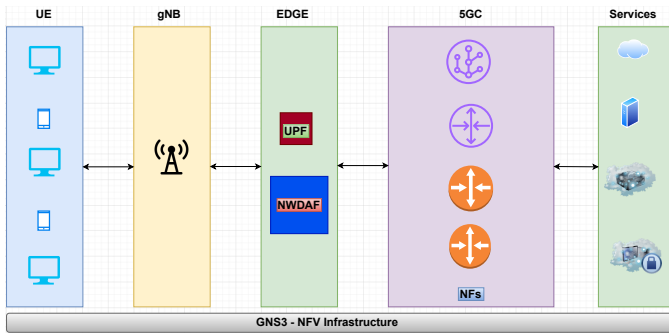 UE
gNB
EDGE
5GC
Services
UPF
NWDAF
NFs
GNS3 - NFV Infrastructure